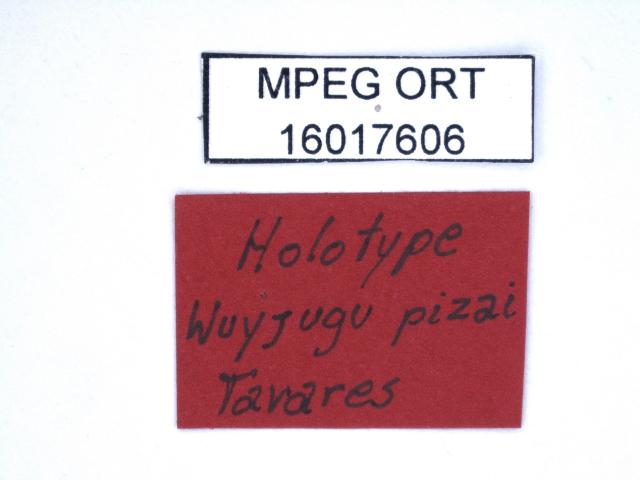 MPEG ORT
16017606
Holotype
Wuyjugu pizai
Tavares